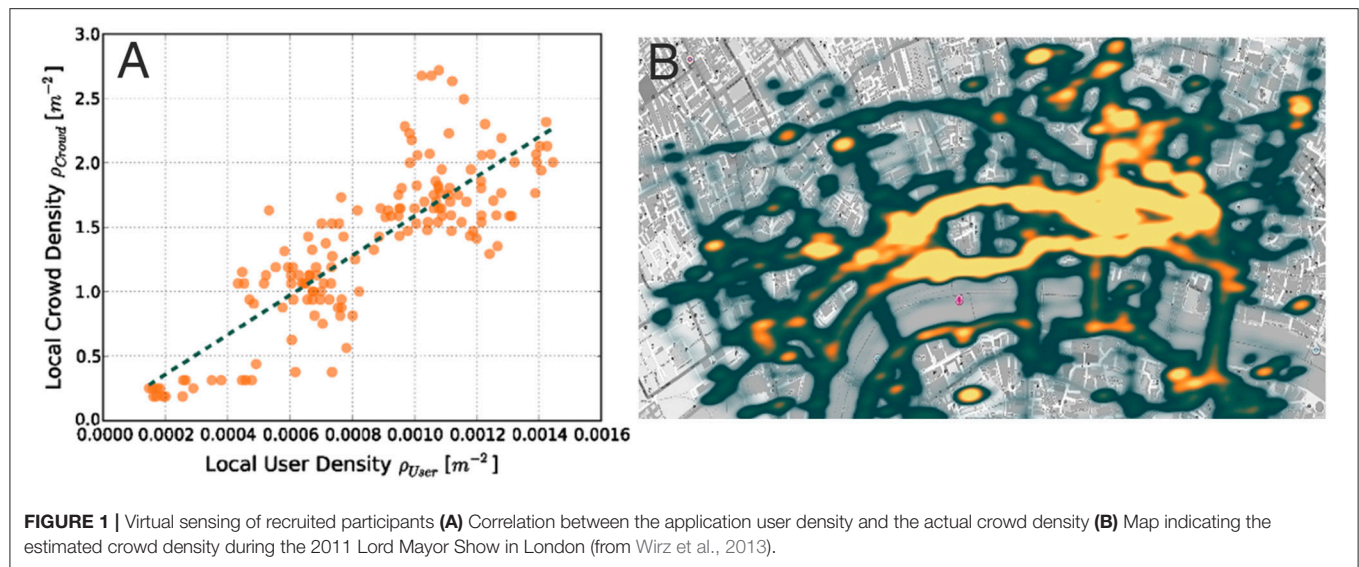 A
B
Local Crowd Density ρ_Crowd [m⁻²]
3.0
2.5
2.0
1.5
1.0
0.5
0.0
0.0000 0.0002 0.0004 0.0006 0.0008 0.0010 0.0012 0.0014 0.0016
Local User Density ρ_User [m⁻²]
FIGURE 1 | Virtual sensing of recruited participants (A) Correlation between the application user density and the actual crowd density (B) Map indicating the
estimated crowd density during the 2011 Lord Mayor Show in London (from Wirz et al., 2013).